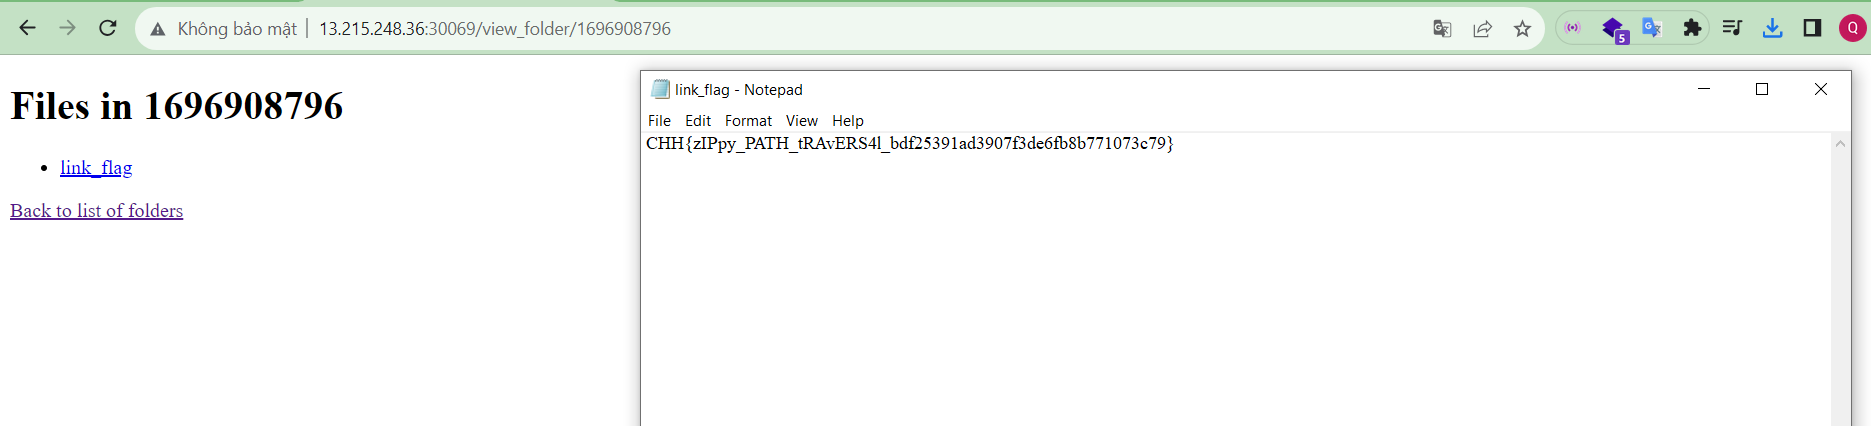 Không bảo mật 13.215.248.36:30069/view_folder/1696908796
5
Q
Files in 1696908796
link_flag
Back to list of folders
link_flag - Notepad
File Edit Format View Help
CHH{zIPpy_PATH_tRAvERS4l_bdf25391ad3907f3de6fb8b771073c79}